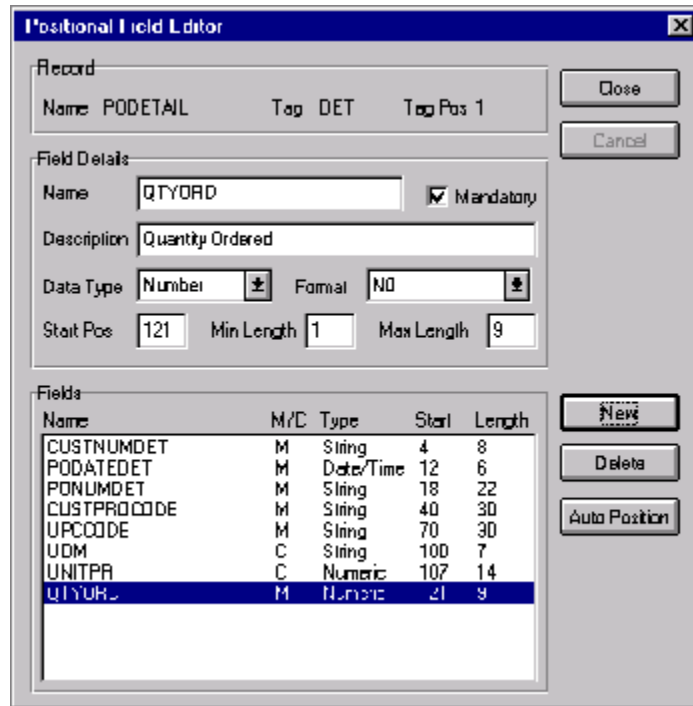 Positional Field Editor
Record
Name PODETAIL Tag DET Tag Pos 1
Close
Cancel
Field Details
Name QTYORD Mandatory
Description Quantity Ordered
Data Type Number Format N0
Start Pos 121 Min Length 1 Max Length 9
Fields
Name M/C Type Start Length
CUSTNUMDET M String 4 8
PODATEDET M Date/Time 12 6
PONUMDET M String 18 22
CUSTPROCODE M String 40 30
UPCCODE M String 70 30
UOM C String 100 7
UNITPR C Numeric 107 14
QTYORD M Numeric 121 9
New
Delete
Auto Position